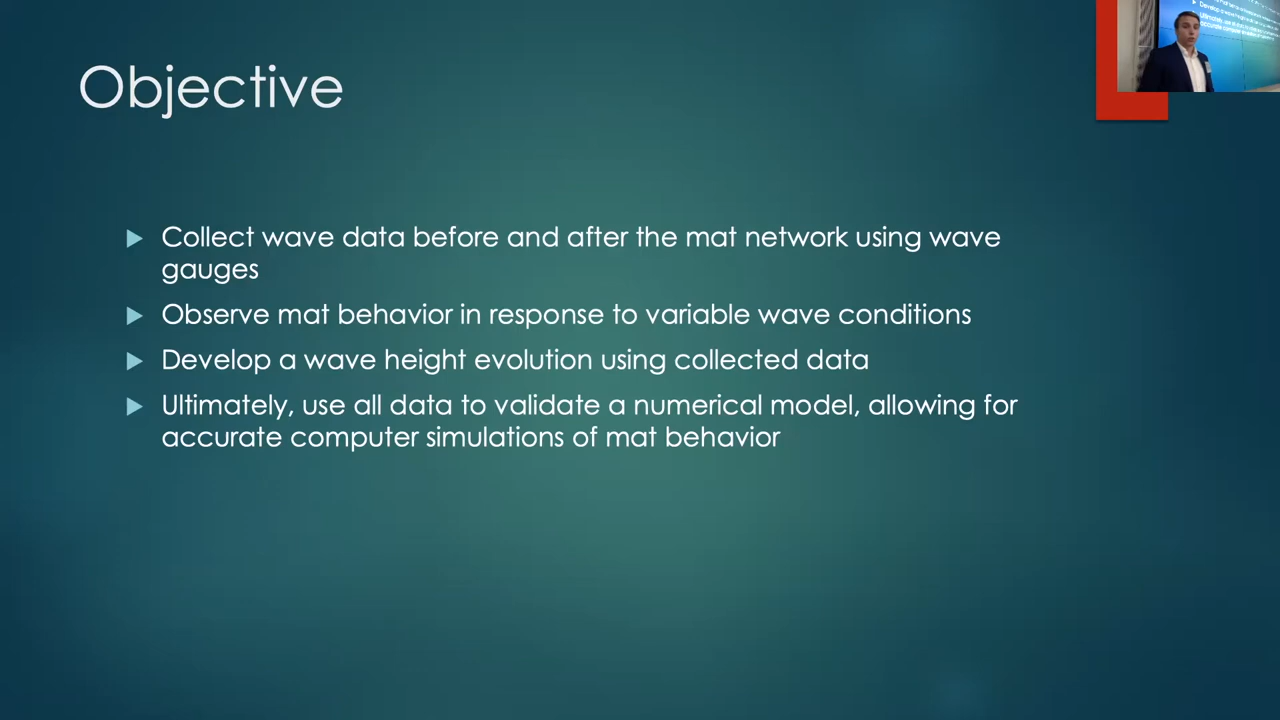 Objective
Collect wave data before and after the mat network using wave
gauges
Observe mat behavior in response to variable wave conditions
Develop a wave height evolution using collected data
Ultimately, use all data to validate a numerical model, allowing for
accurate computer simulations of mat behavior